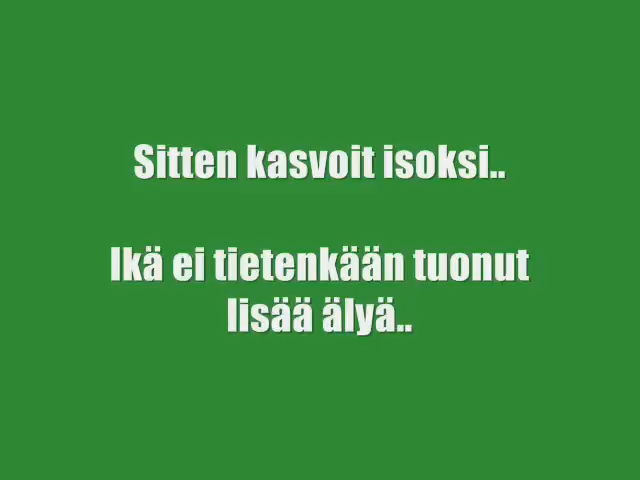 Sitten kasvoit isoksi..
Ikä ei tietenkään tuonut
lisää älyä..